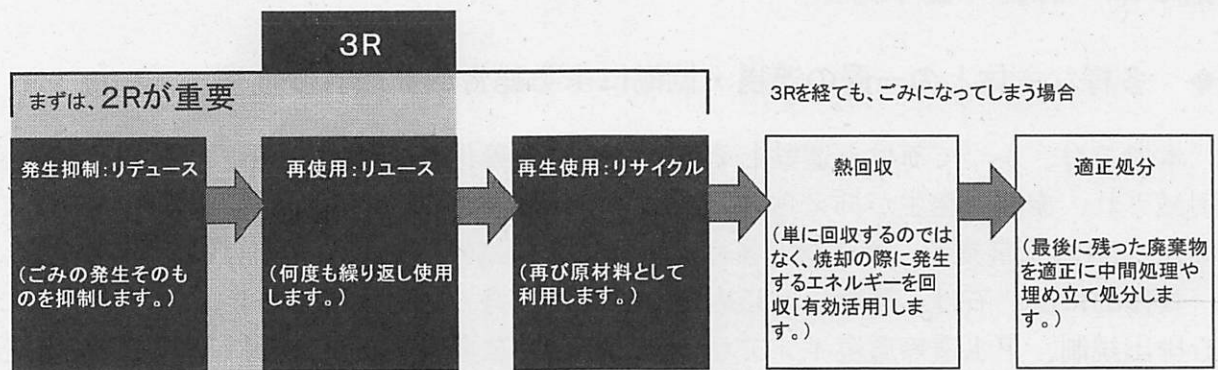 3R
まずは、2Rが重要
3Rを経ても、ごみになってしまう場合
発生抑制:リデュース
(ごみの発生そのも
のを抑制します。)
再使用:リユース
(何度も繰り返し使用
します。)
再生使用:リサイクル
(再び原材料として
利用します。)
熱回収
(単に回収するのでは
なく、焼却の際に発生
するエネルギーを回
収[有効活用]しま
す。)
適正処分
(最後に残った廃棄物
を適正に中間処理や
埋め立て処分しま
す。)